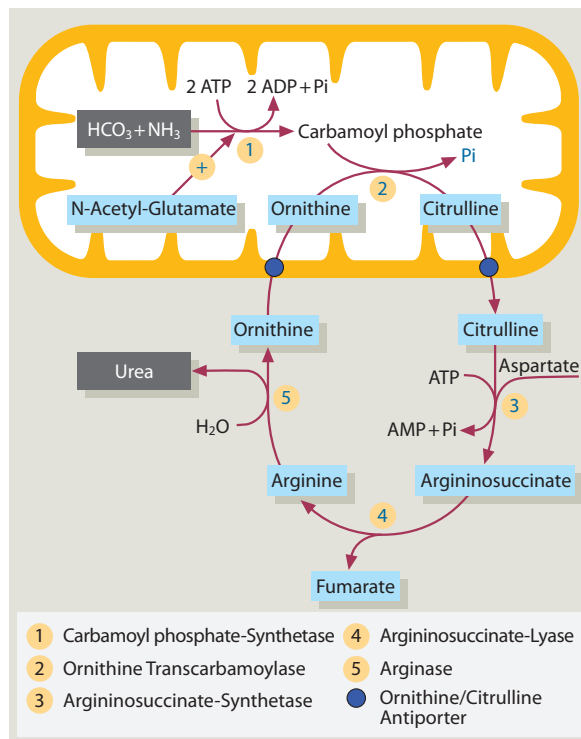 2 ATP
2 ADP + Pi
HCO₃ + NH₃
Carbamoyl phosphate
1
Pi
+
2
N-Acetyl-Glutamate
Ornithine
Citrulline
Ornithine
Citrulline
Urea
ATP
Aspartate
5
3
H₂O
AMP + Pi
Arginine
Argininosuccinate
4
Fumarate
1 Carbamoyl phosphate-Synthetase
2 Ornithine Transcarbamoylase
3 Argininosuccinate-Synthetase
4 Argininosuccinate-Lyase
5 Arginase
Ornithine/Citrulline
Antiporter